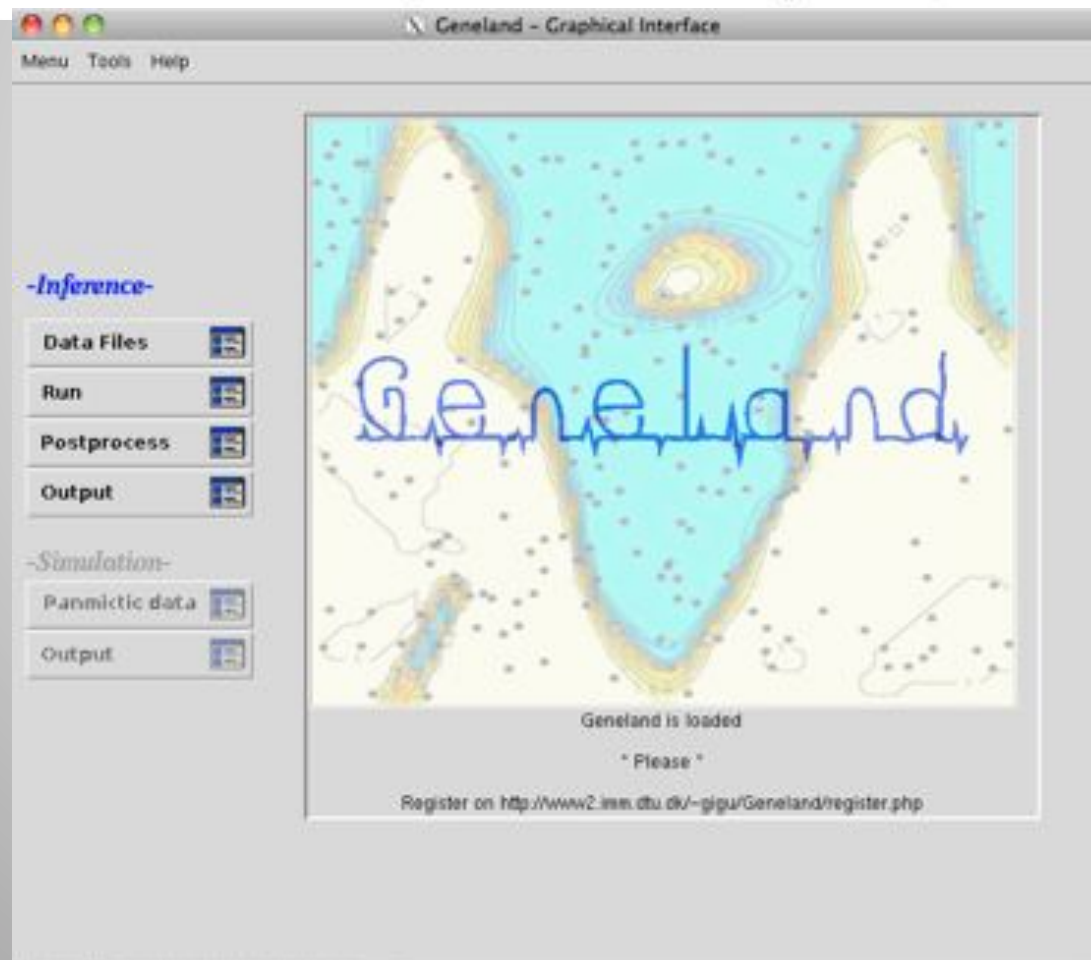 Geneland - Graphical Interface
Menu Tools Help
-Inference-
Data Files
Run
Postprocess
Output
-Simulation-
Panmictic data
Output
Geneland
Geneland is loaded
* Please *
Register on http://www2.imm.dtu.dk/~gigu/Geneland/register.php